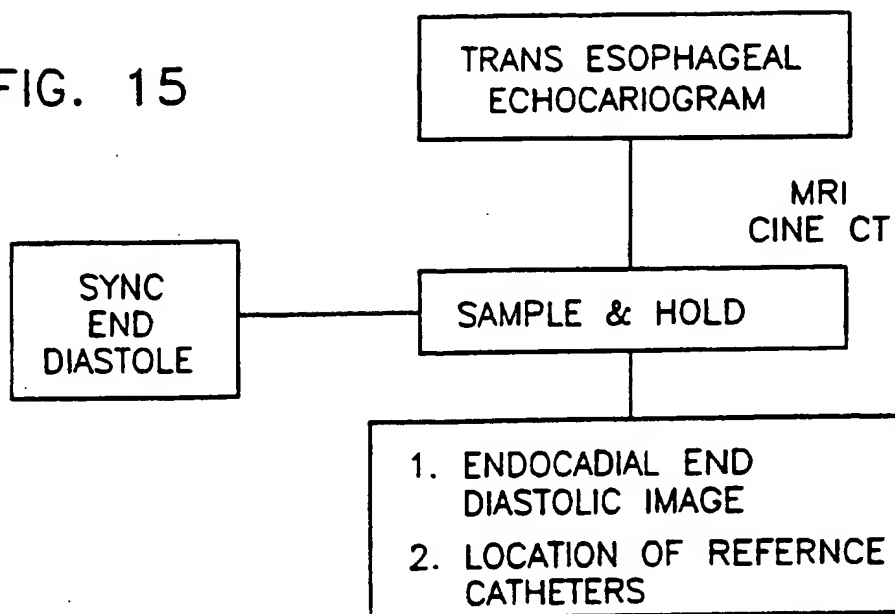 FIG. 15
TRANS ESOPHAGEAL
ECHOCARIOGRAM
MRI
CINE CT
SYNC
END
DIASTOLE
SAMPLE & HOLD
1. ENDOCADIAL END
DIASTOLIC IMAGE
2. LOCATION OF REFERNCE
CATHETERS